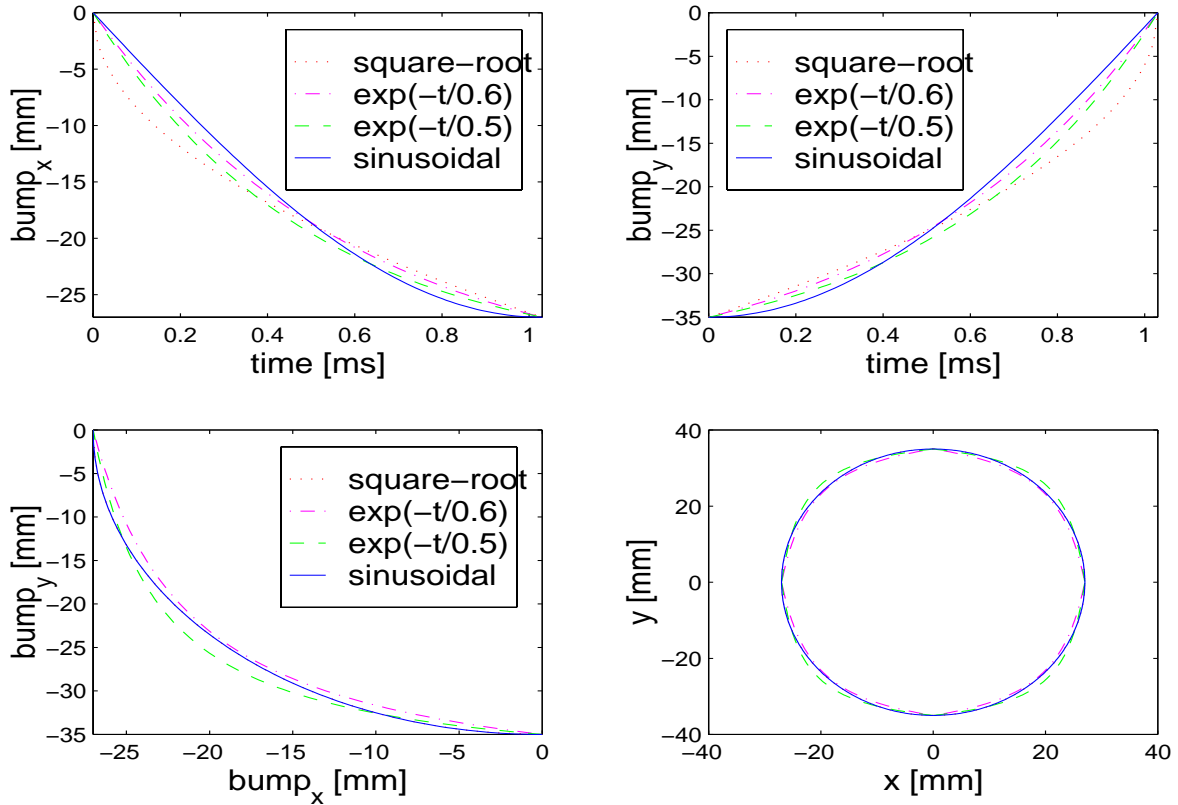 0
−5
−10
−15
−20
−25
bump_x [mm]
0 0.2 0.4 0.6 0.8 1
time [ms]
square−root
exp(−t/0.6)
exp(−t/0.5)
sinusoidal
0
−5
−10
−15
−20
−25
−30
−35
bump_y [mm]
0 0.2 0.4 0.6 0.8 1
time [ms]
square−root
exp(−t/0.6)
exp(−t/0.5)
sinusoidal
0
−5
−10
−15
−20
−25
−30
−35
bump_y [mm]
−25 −20 −15 −10 −5 0
bump_x [mm]
square−root
exp(−t/0.6)
exp(−t/0.5)
sinusoidal
40
20
0
−20
−40
y [mm]
−40 −20 0 20 40
x [mm]